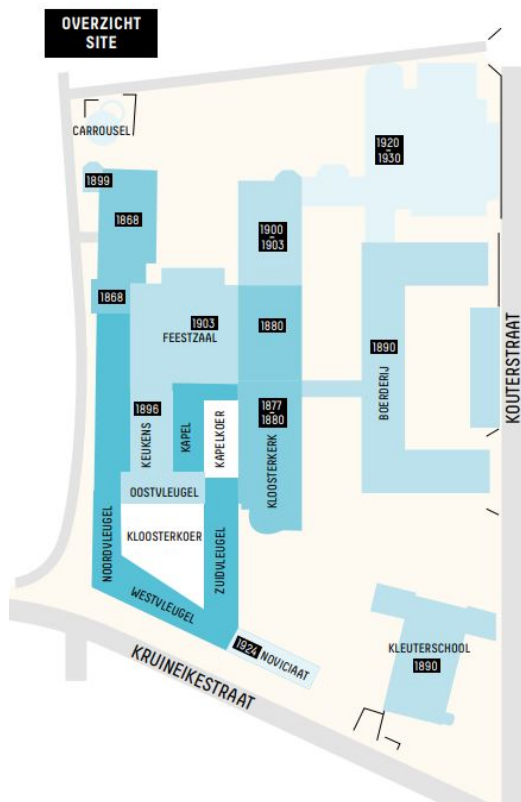 OVERZICHT
SITE
CARROUSEL
1899
1868
1920
~
1930
1900
~
1903
1868
1903
FEESTZAAL
1880
1890
BOERDERIJ
KOUTERSTRAAT
1896
KEUKENS
KAPEL
KAPELKOER
1877
~
1880
KLOOSTERKERK
OOSTVLEUGEL
KLOOSTERKOER
NOORDVLEUGEL
ZUIDVLEUGEL
WESTVLEUGEL
1924 NOVICIAAT
KLEUTERSCHOOL
1890
KRUINEIKESTRAAT